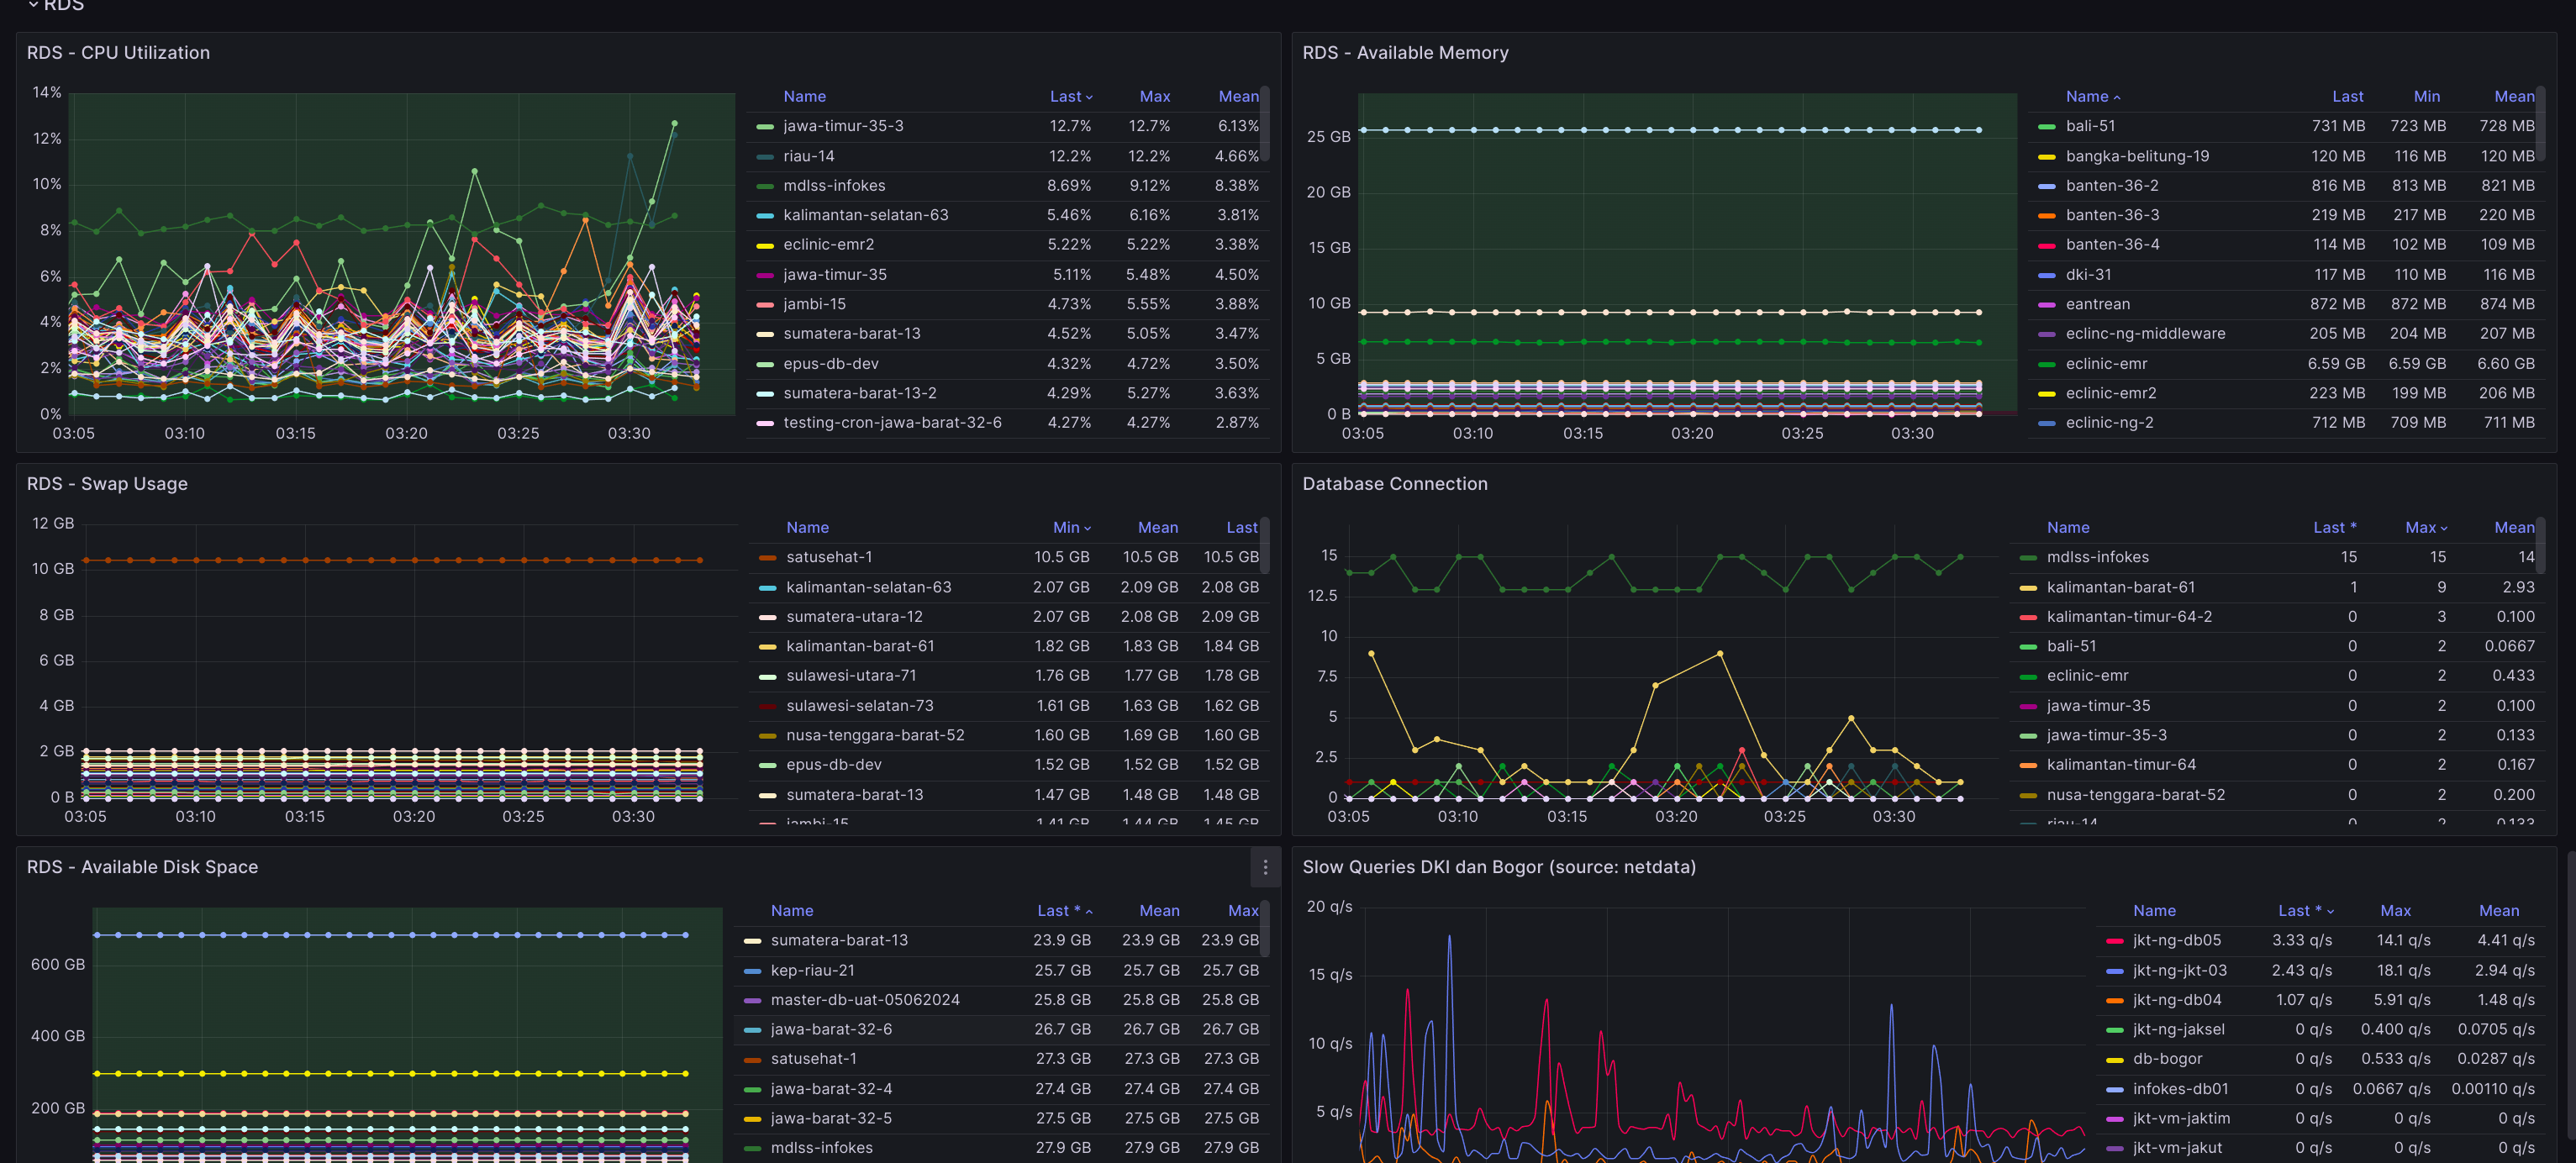 RDS
RDS - CPU Utilization
14%
12%
10%
8%
6%
4%
2%
0%
03:05 03:10 03:15 03:20 03:25 03:30
Name Last Max Mean
jawa-timur-35-3 12.7% 12.7% 6.13%
riau-14 12.2% 12.2% 4.66%
mdlss-infokes 8.69% 9.12% 8.38%
kalimantan-selatan-63 5.46% 6.16% 3.81%
eclinic-emr2 5.22% 5.22% 3.38%
jawa-timur-35 5.11% 5.48% 4.50%
jambi-15 4.73% 5.55% 3.88%
sumatera-barat-13 4.52% 5.05% 3.47%
epus-db-dev 4.32% 4.72% 3.50%
sumatera-barat-13-2 4.29% 5.27% 3.63%
testing-cron-jawa-barat-32-6 4.27% 4.27% 2.87%
RDS - Available Memory
25 GB
20 GB
15 GB
10 GB
5 GB
0 B
03:05 03:10 03:15 03:20 03:25 03:30
Name Last Min Mean
bali-51 731 MB 723 MB 728 MB
bangka-belitung-19 120 MB 116 MB 120 MB
banten-36-2 816 MB 813 MB 821 MB
banten-36-3 219 MB 217 MB 220 MB
banten-36-4 114 MB 102 MB 109 MB
dki-31 117 MB 110 MB 116 MB
eantrean 872 MB 872 MB 874 MB
eclinc-ng-middleware 205 MB 204 MB 207 MB
eclinic-emr 6.59 GB 6.59 GB 6.60 GB
eclinic-emr2 223 MB 199 MB 206 MB
eclinic-ng-2 712 MB 709 MB 711 MB
RDS - Swap Usage
12 GB
10 GB
8 GB
6 GB
4 GB
2 GB
0 B
03:05 03:10 03:15 03:20 03:25 03:30
Name Min Mean Last
satusehat-1 10.5 GB 10.5 GB 10.5 GB
kalimantan-selatan-63 2.07 GB 2.09 GB 2.08 GB
sumatera-utara-12 2.07 GB 2.08 GB 2.09 GB
kalimantan-barat-61 1.82 GB 1.83 GB 1.84 GB
sulawesi-utara-71 1.76 GB 1.77 GB 1.78 GB
sulawesi-selatan-73 1.61 GB 1.63 GB 1.62 GB
nusa-tenggara-barat-52 1.60 GB 1.69 GB 1.60 GB
epus-db-dev 1.52 GB 1.52 GB 1.52 GB
sumatera-barat-13 1.47 GB 1.48 GB 1.48 GB
jambi-15 1.41 GB 1.44 GB 1.45 GB
Database Connection
15
12.5
10
7.5
5
2.5
0
03:05 03:10 03:15 03:20 03:25 03:30
Name Last * Max Mean
mdlss-infokes 15 15 14
kalimantan-barat-61 1 9 2.93
kalimantan-timur-64-2 0 3 0.100
bali-51 0 2 0.0667
eclinic-emr 0 2 0.433
jawa-timur-35 0 2 0.100
jawa-timur-35-3 0 2 0.133
kalimantan-timur-64 0 2 0.167
nusa-tenggara-barat-52 0 2 0.200
riau-14 0 2 0.133
RDS - Available Disk Space
600 GB
400 GB
200 GB
Name Last * Mean Max
sumatera-barat-13 23.9 GB 23.9 GB 23.9 GB
kep-riau-21 25.7 GB 25.7 GB 25.7 GB
master-db-uat-05062024 25.8 GB 25.8 GB 25.8 GB
jawa-barat-32-6 26.7 GB 26.7 GB 26.7 GB
satusehat-1 27.3 GB 27.3 GB 27.3 GB
jawa-barat-32-4 27.4 GB 27.4 GB 27.4 GB
jawa-barat-32-5 27.5 GB 27.5 GB 27.5 GB
mdlss-infokes 27.9 GB 27.9 GB 27.9 GB
Slow Queries DKI dan Bogor (source: netdata)
20 q/s
15 q/s
10 q/s
5 q/s
Name Last * Max Mean
jkt-ng-db05 3.33 q/s 14.1 q/s 4.41 q/s
jkt-ng-jkt-03 2.43 q/s 18.1 q/s 2.94 q/s
jkt-ng-db04 1.07 q/s 5.91 q/s 1.48 q/s
jkt-ng-jaksel 0 q/s 0.400 q/s 0.0705 q/s
db-bogor 0 q/s 0.533 q/s 0.0287 q/s
infokes-db01 0 q/s 0.0667 q/s 0.00110 q/s
jkt-vm-jaktim 0 q/s 0 q/s 0 q/s
jkt-vm-jakut 0 q/s 0 q/s 0 q/s